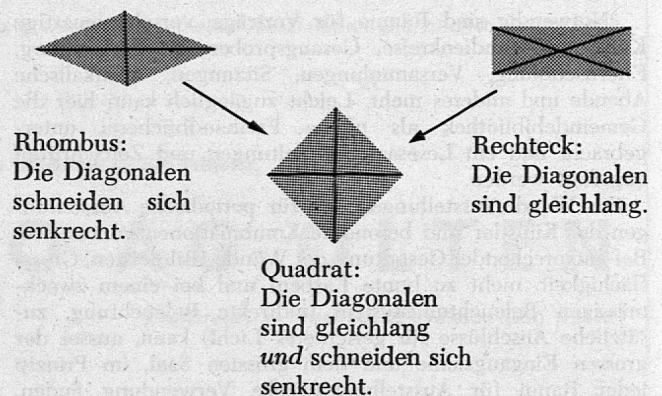 Rhombus:
Die Diagonalen
schneiden sich
senkrecht.
Rechteck:
Die Diagonalen
sind gleichlang.
Quadrat:
Die Diagonalen
sind gleichlang
und schneiden sich
senkrecht.